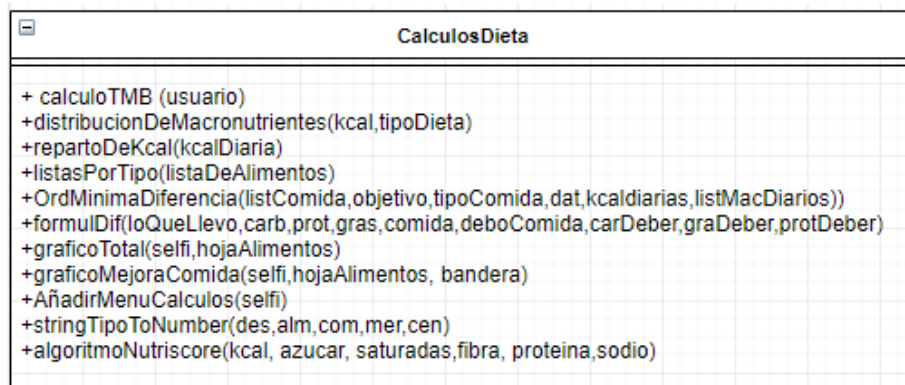 CalculosDieta
+ calculoTMB (usuario)
+distribucionDeMacronutrientes(kcal,tipoDieta)
+repartoDeKcal(kcalDiaria)
+listasPorTipo(listaDeAlimentos)
+OrdMinimaDiferencia(listComida,objetivo,tipoComida,dat,kcaldiarias,listMacDiarios))
+formulDif(loQueLlevo,carb,prot,gras,comida,deboComida,carDeber,graDeber,protDeber)
+graficoTotal(selfi,hojaAlimentos)
+graficoMejoraComida(selfi,hojaAlimentos, bandera)
+AñadirMenuCalculos(selfi)
+stringTipoToNumber(des,alm,com,mer,cen)
+algoritmoNutriscore(kcal, azucar, saturadas,fibra, proteina,sodio)